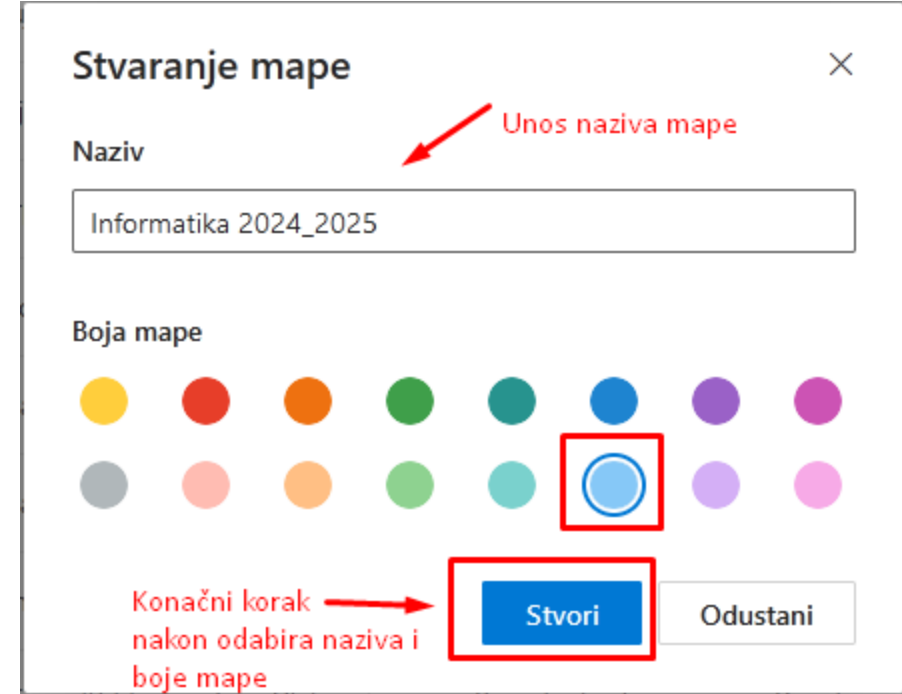 Stvaranje mape
Unos naziva mape
Naziv
Informatika 2024_2025
Boja mape
Konačni korak
nakon odabira naziva i
boje mape
Stvori
Odustani